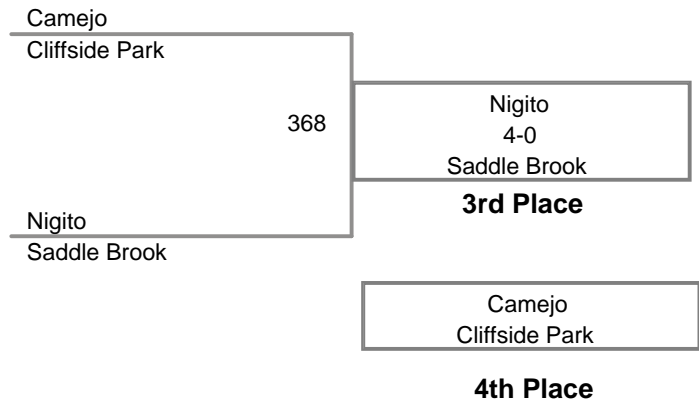 Camejo
Cliffside Park
368
Nigito
4-0
Saddle Brook
3rd Place
Nigito
Saddle Brook
Camejo
Cliffside Park
4th Place